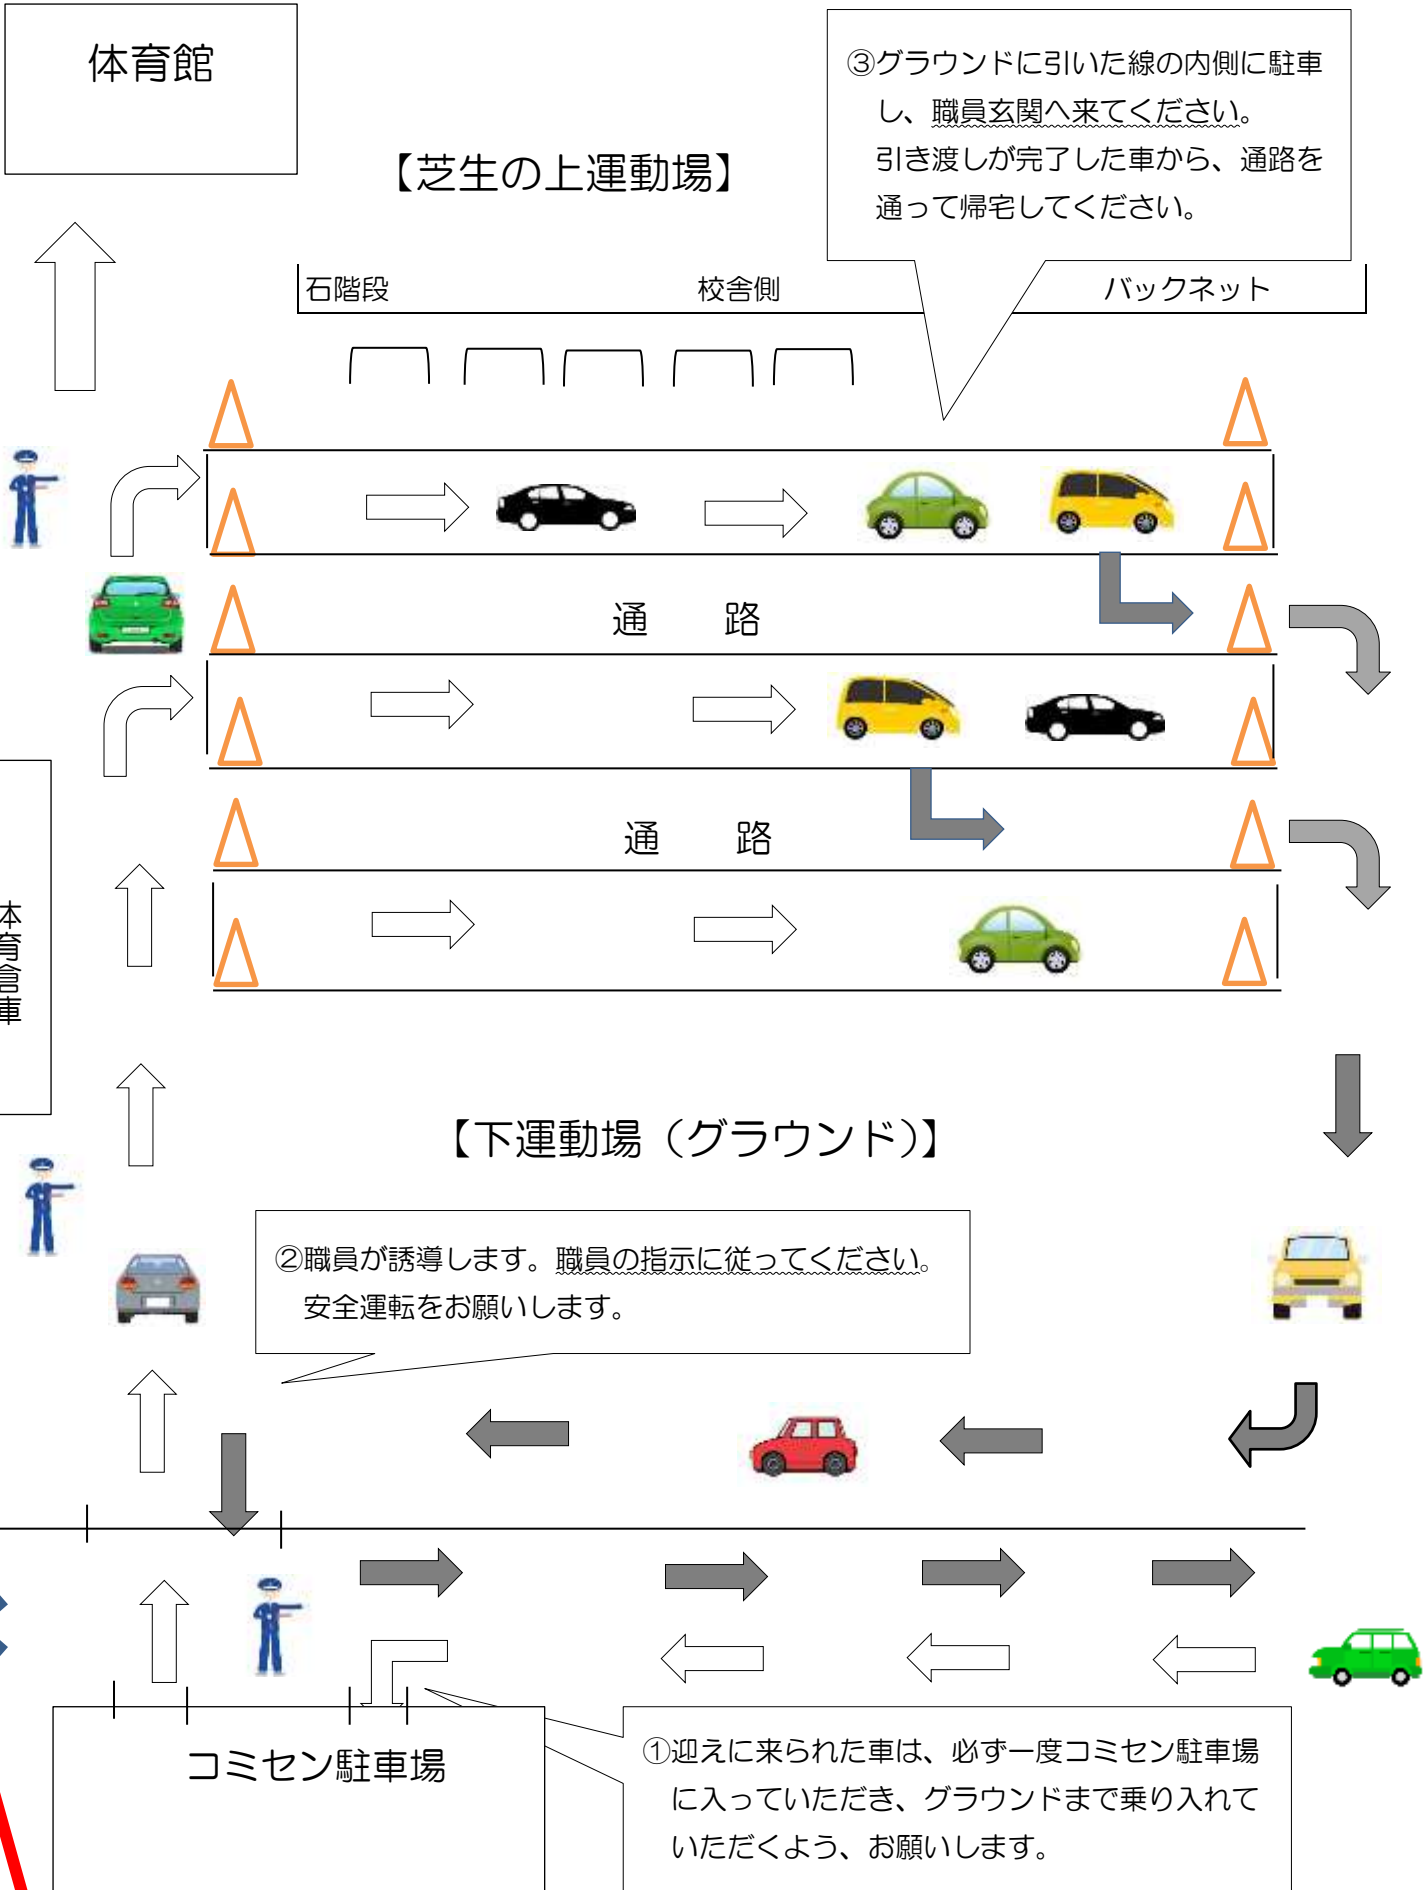 体育館
③グラウンドに引いた線の内側に駐車
し、職員玄関へ来てください。
引き渡しが完了した車から、通路を
通って帰宅してください。
【芝生の上運動場】
石階段
校舎側
バックネット
通　路
通　路
体育倉庫
【下運動場（グラウンド）】
②職員が誘導します。職員の指示に従ってください。
安全運転をお願いします。
コミセン駐車場
①迎えに来られた車は、必ず一度コミセン駐車場
に入っていただき、グラウンドまで乗り入れて
いただくよう、お願いします。